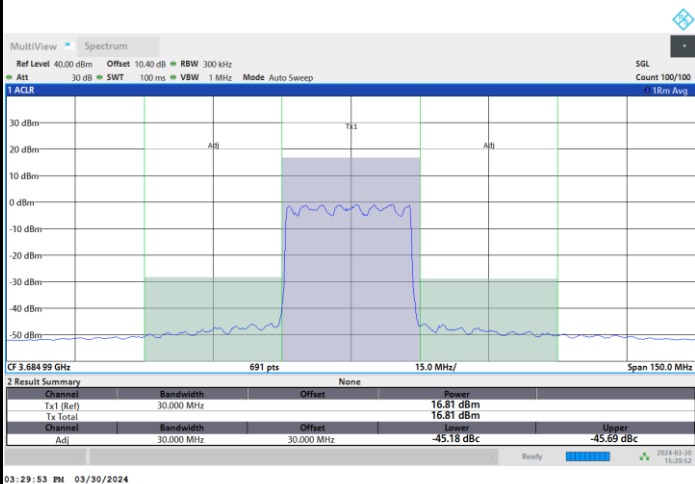 MultiView Spectrum
Ref Level 40.00 dBm Offset 10.40 dB RBW 300 kHz SGL
Att 30 dB SWT 100 ms VBW 1 MHz Mode Auto Sweep Count 100/100
1 ACLR 1Rm Avg
30 dBm
Tx1
20 dBm
Adj Adj
10 dBm
0 dBm
-10 dBm
-20 dBm
-30 dBm
-40 dBm
-50 dBm
CF 3.684 99 GHz 691 pts 15.0 MHz/ Span 150.0 MHz
2 Result Summary None
Channel Bandwidth Offset Power
Tx1 (Ref) 30.000 MHz 16.81 dBm
Tx Total 16.81 dBm
Channel Bandwidth Offset Lower Upper
Adj 30.000 MHz 30.000 MHz -45.18 dBc -45.69 dBc
Ready 2024-03-30
15:29:52
03:29:53 PM 03/30/2024